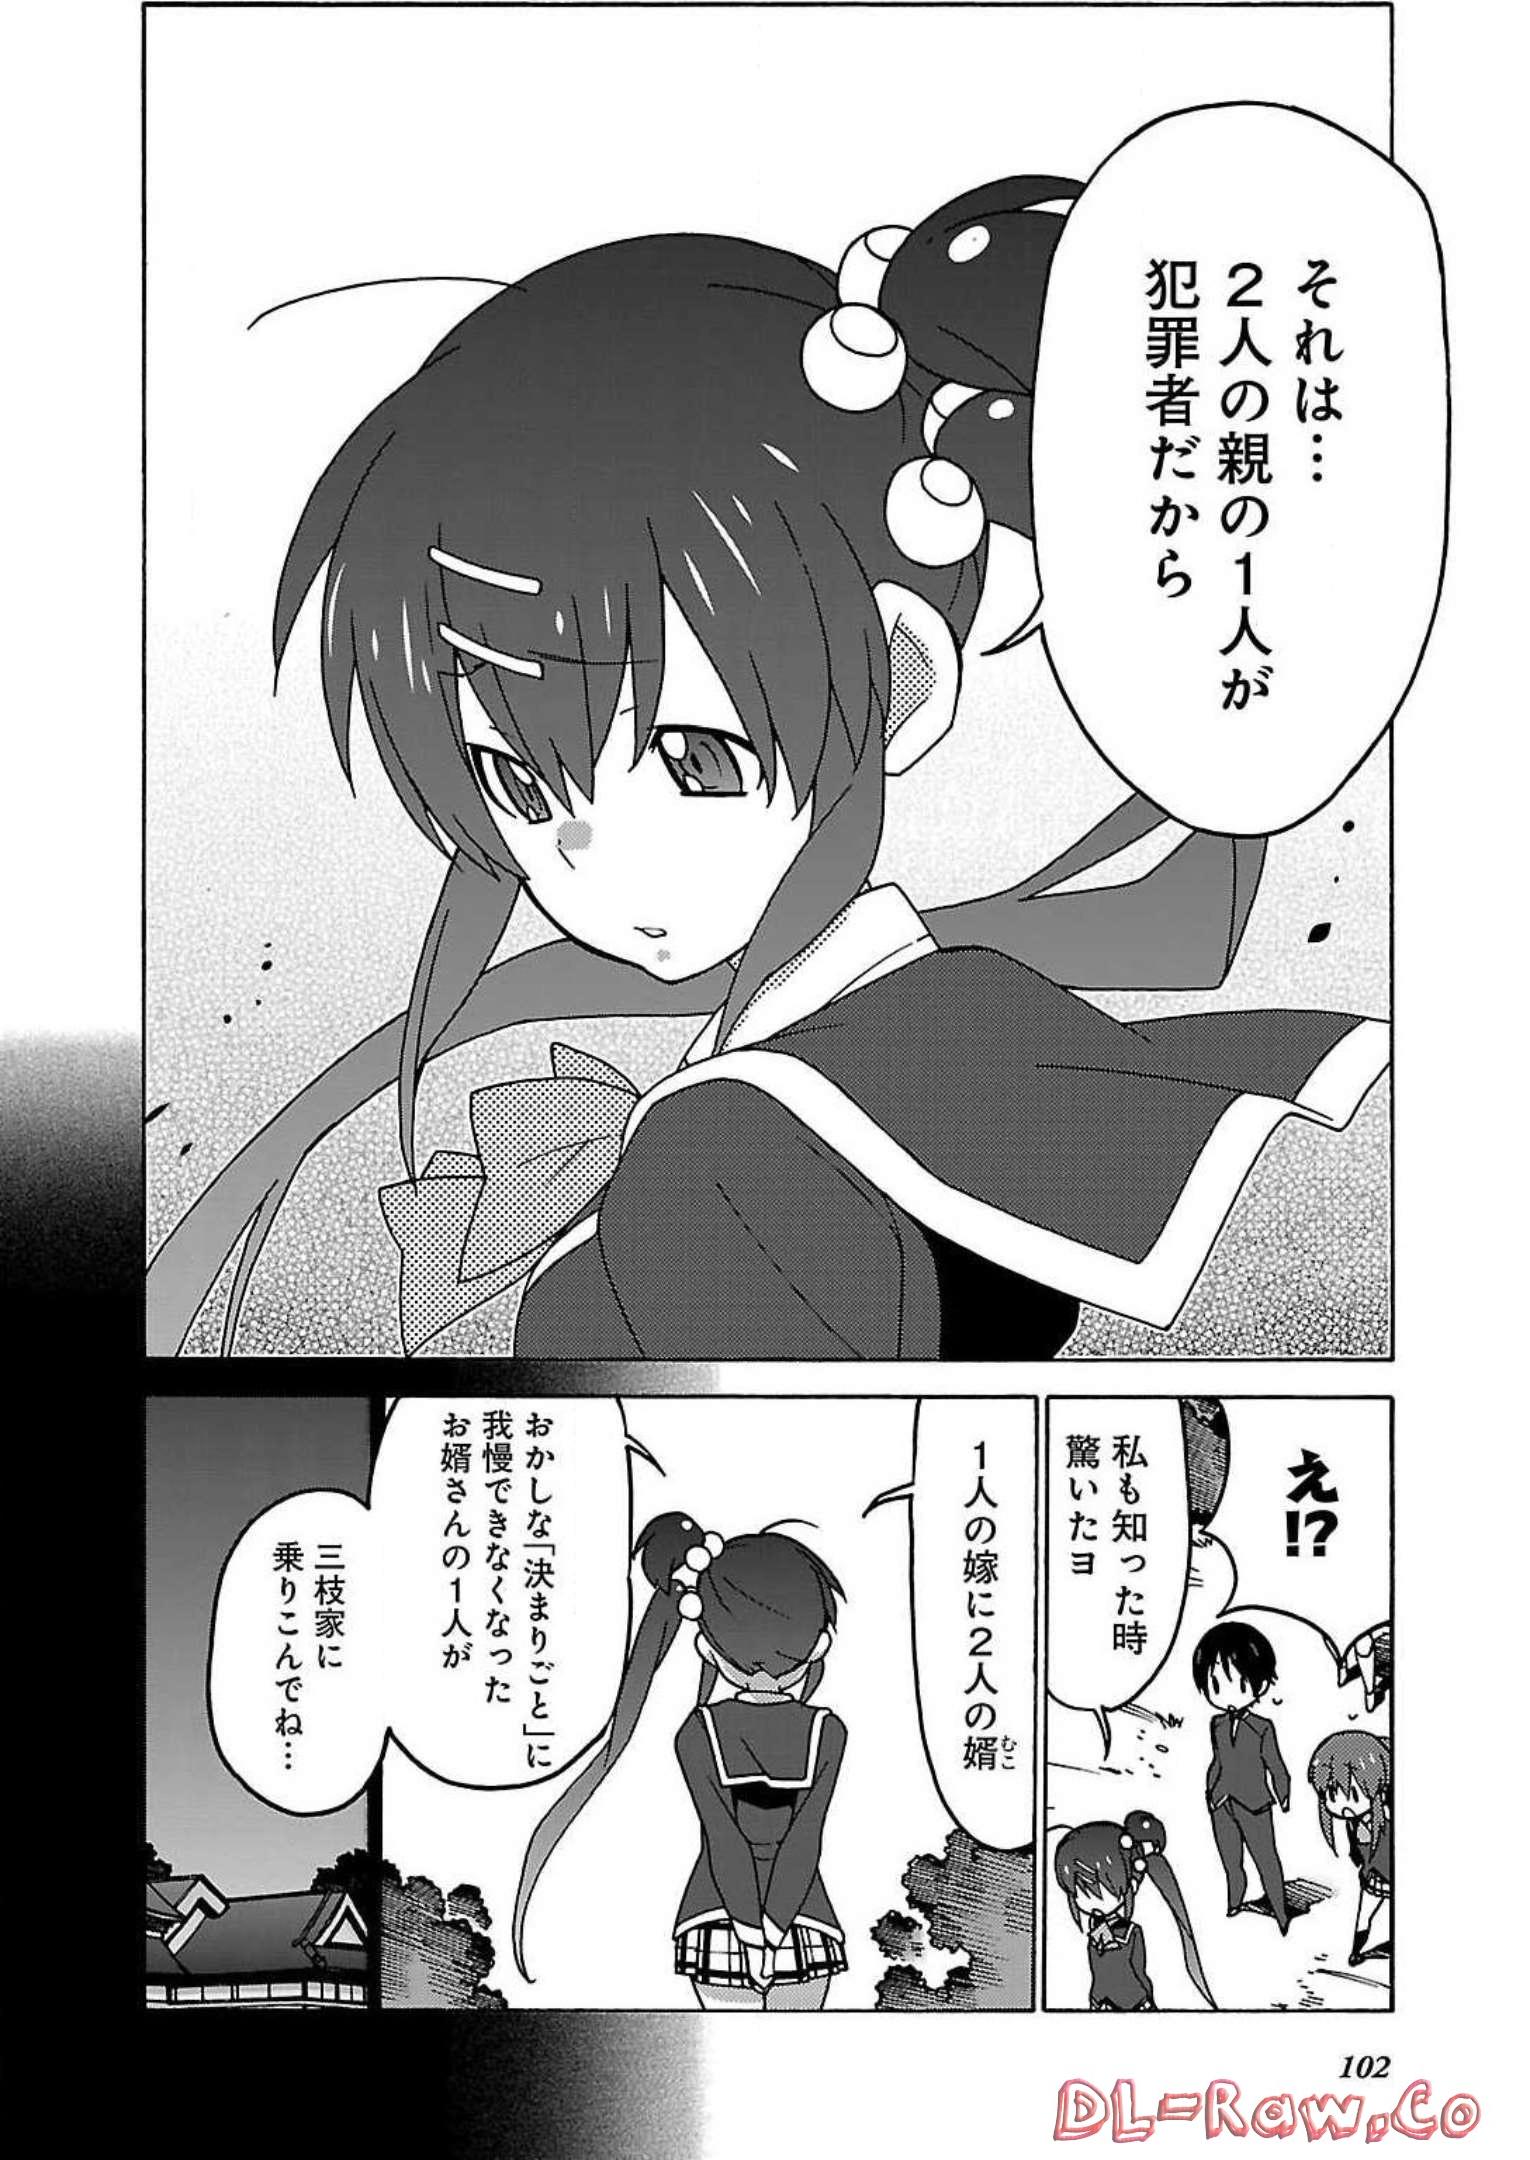 それは…
2人の親の1人が
犯罪者だから
え!?
私も知った時
驚いたヨ
1人の嫁に2人の婿
むこ
おかしな「決まりごと」に
我慢できなくなった
お婿さんの1人が
三枝家に
乗りこんでね…
102
DL-Raw.Co